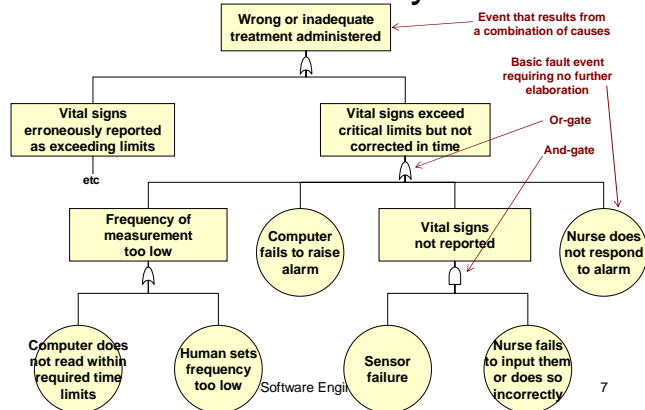 Wrong or inadequate
treatment administered
Event that results from
a combination of causes
Basic fault event
requiring no further
elaboration
Vital signs
erroneously reported
as exceeding limits
Vital signs exceed
critical limits but not
corrected in time
Or-gate
And-gate
etc
Frequency of
measurement
too low
Computer
fails to raise
alarm
Vital signs
not reported
Nurse does
not respond
to alarm
Computer does
not read within
required time
limits
Human sets
frequency
too low
Sensor
failure
Nurse fails
to input them
or does so
incorrectly
Software Engi
7